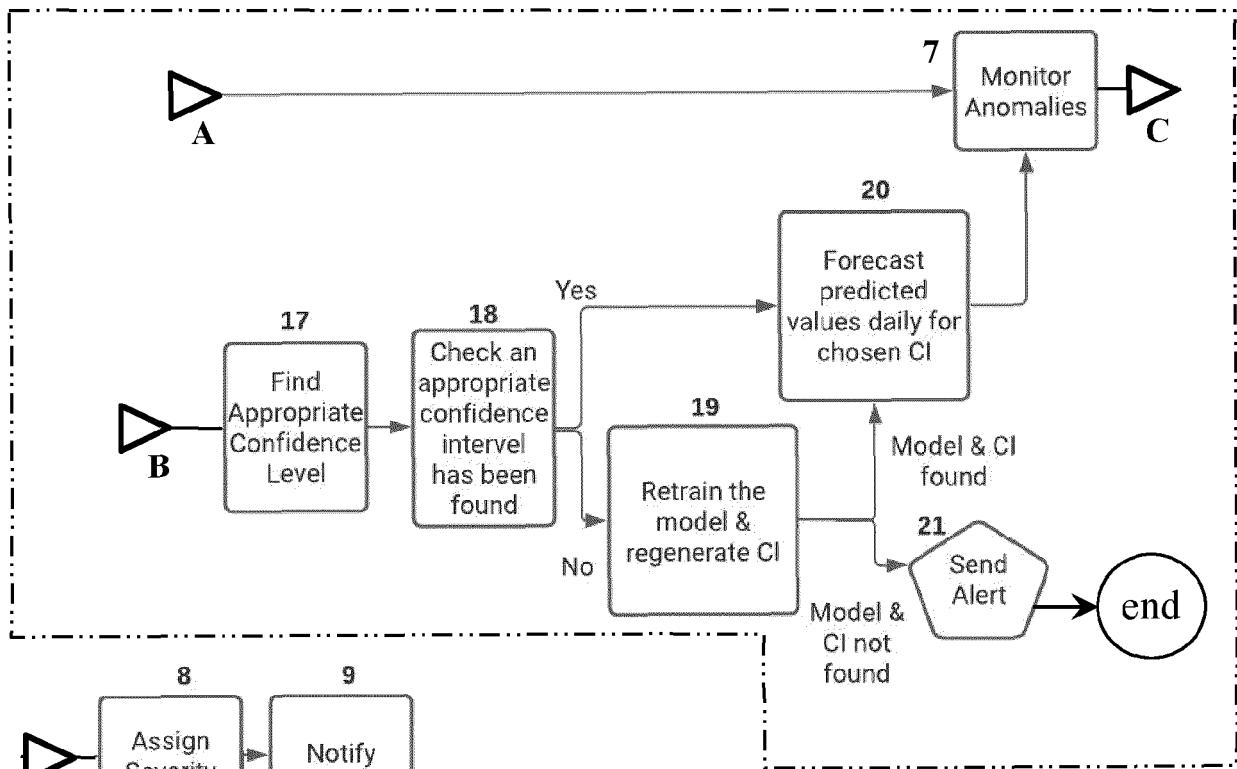 7
Monitor
Anomalies
A
C
20
Forecast
predicted
values daily for
chosen CI
Yes
17
Find
Appropriate
Confidence
Level
18
Check an
appropriate
confidence
intervel
has been
found
B
19
Retrain the
model &
regenerate CI
No
Model & CI
found
21
Send
Alert
end
Model &
CI not
found
8
Assign
Severity
9
Notify